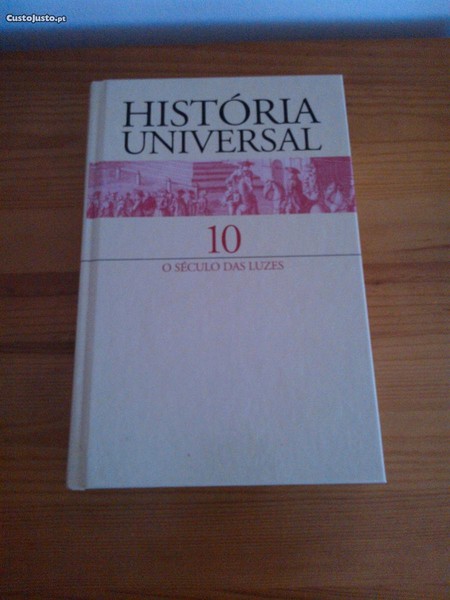 CustoJusto.pt
HISTÓRIA
UNIVERSAL
10
O SÉCULO DAS LUZES